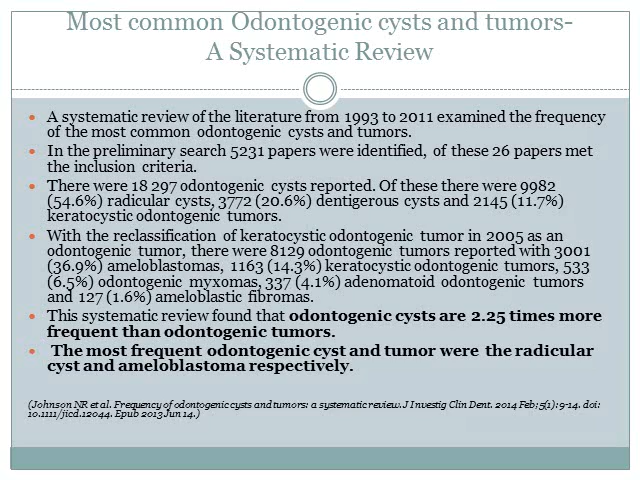 Most common Odontogenic cysts and tumors-
A Systematic Review
A systematic review of the literature from 1993 to 2011 examined the frequency
of the most common odontogenic cysts and tumors.
In the preliminary search 5231 papers were identified, of these 26 papers met
the inclusion criteria.
There were 18 297 odontogenic cysts reported. Of these there were 9982
(54.6%) radicular cysts, 3772 (20.6%) dentigerous cysts and 2145 (11.7%)
keratocystic odontogenic tumors.
With the reclassification of keratocystic odontogenic tumor in 2005 as an
odontogenic tumor, there were 8129 odontogenic tumors reported with 3001
(36.9%) ameloblastomas, 1163 (14.3%) keratocystic odontogenic tumors, 533
(6.5%) odontogenic myxomas, 337 (4.1%) adenomatoid odontogenic tumors
and 127 (1.6%) ameloblastic fibromas.
This systematic review found that odontogenic cysts are 2.25 times more
frequent than odontogenic tumors.
The most frequent odontogenic cyst and tumor were the radicular
cyst and ameloblastoma respectively.
(Johnson NR et al. Frequency of odontogenic cysts and tumors: a systematic review. J Investig Clin Dent. 2014 Feb; 5(1): 9-14. doi:
10.1111/jicd.12044. Epub 2013 Jun 14.)